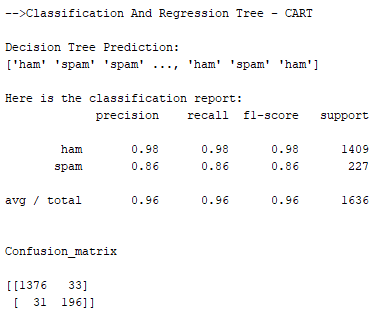 -->Classification And Regression Tree - CART
Decision Tree Prediction:
['ham' 'spam' 'spam' ..., 'ham' 'spam' 'ham']
Here is the classification report:
precision recall f1-score support
ham 0.98 0.98 0.98 1409
spam 0.86 0.86 0.86 227
avg / total 0.96 0.96 0.96 1636
Confusion_matrix
[[1376 33]
[ 31 196]]